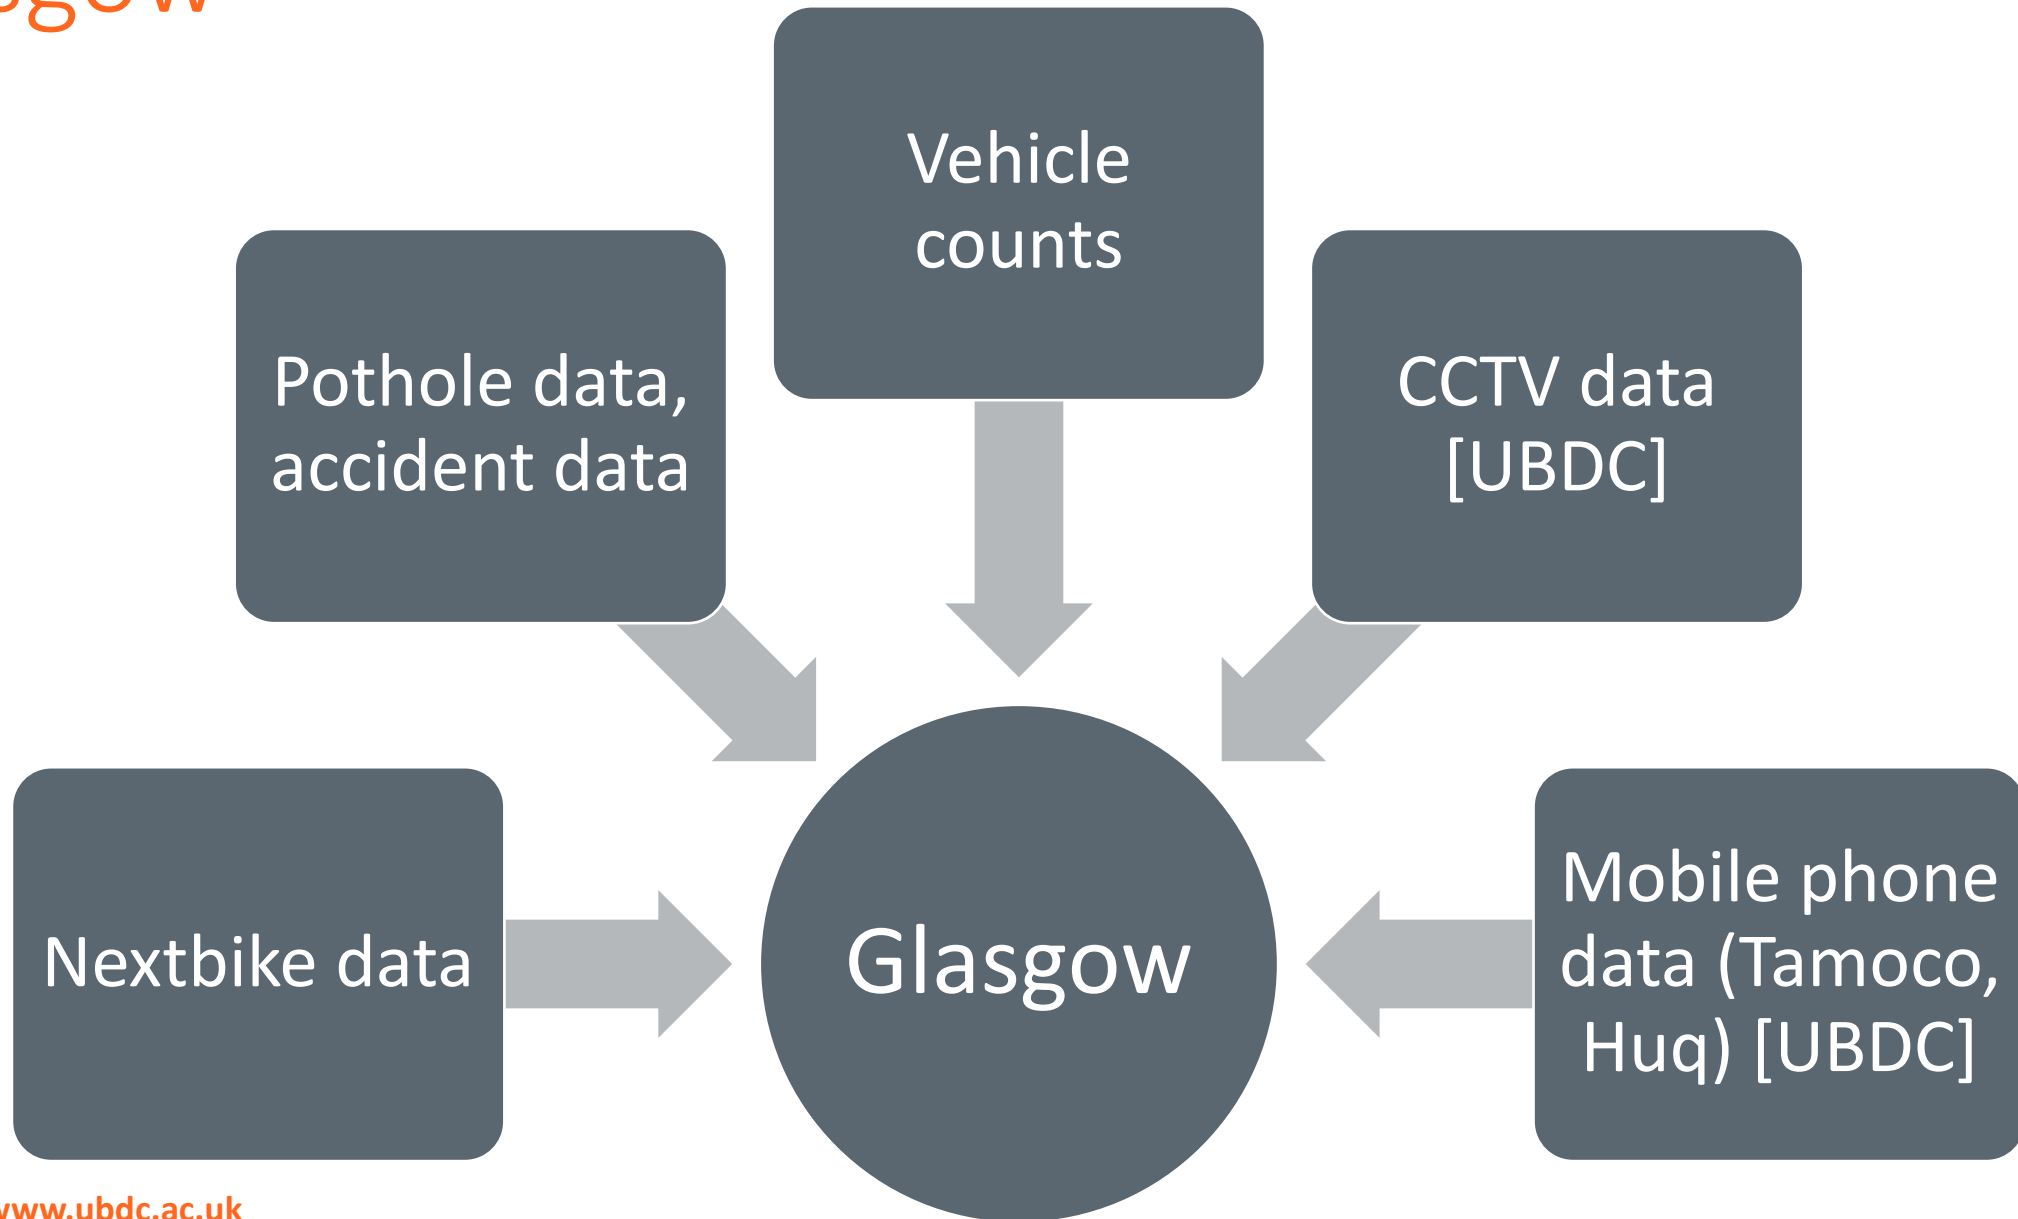 Vehicle
counts
Pothole data,
accident data
CCTV data
[UBDC]
Nextbike data
Glasgow
Mobile phone
data (Tamoco,
Huq) [UBDC]
www.ubdc.ac.uk